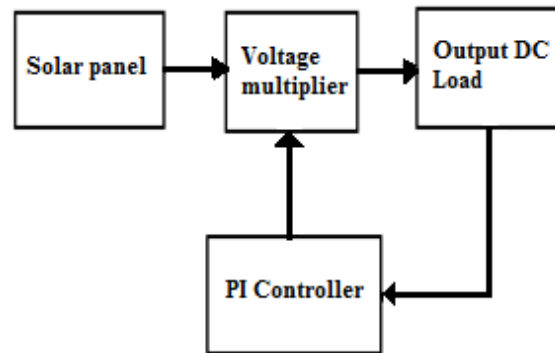 Solar panel
Voltage
multiplier
Output DC
Load
PI Controller